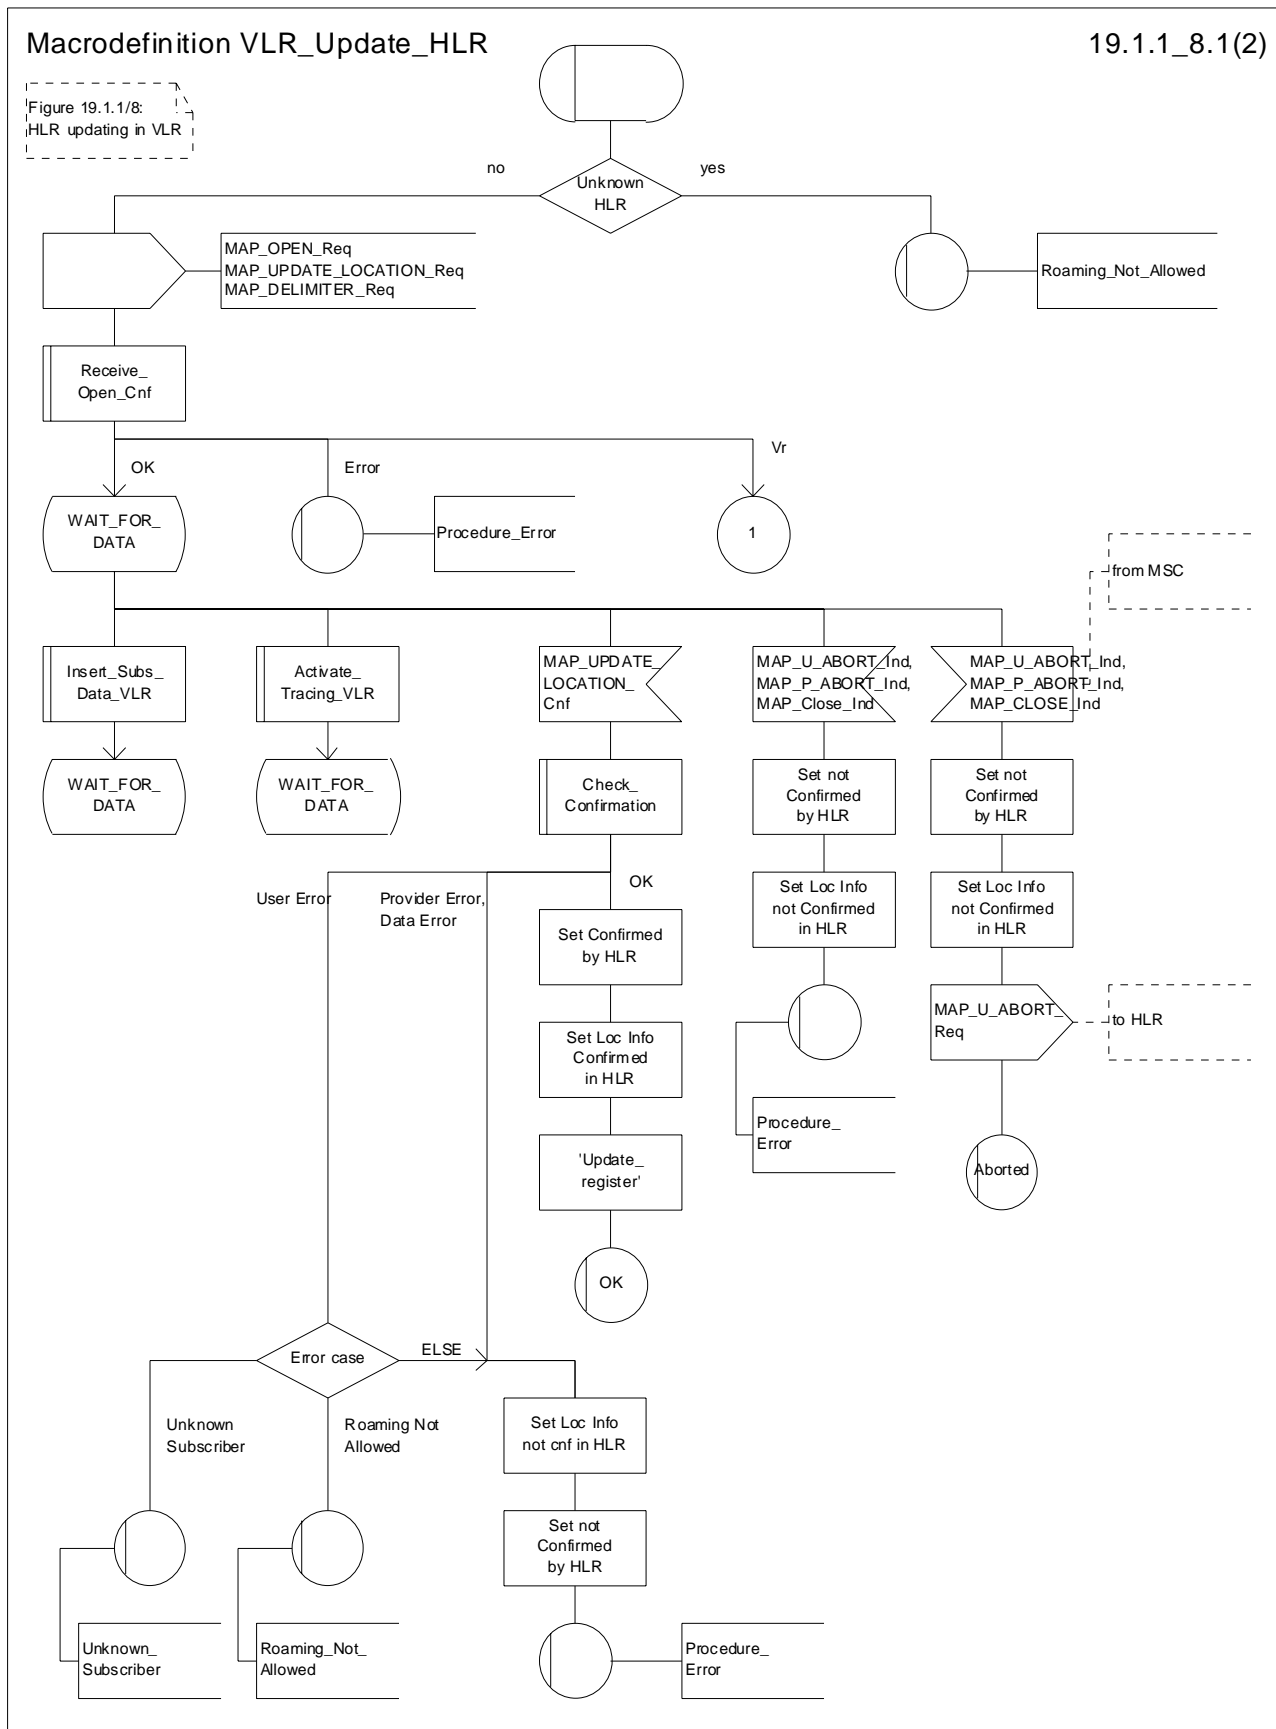 Macrodefinition VLR_Update_HLR
19.1.1_8.1(2)
Figure 19.1.1/8:
HLR updating in VLR
no
yes
Unknown
HLR
MAP_OPEN_Req
MAP_UPDATE_LOCATION_Req
MAP_DELIMITER_Req
Roaming_Not_Allowed
Receive_
Open_Cnf
OK
Error
Vr
WAIT_FOR_
DATA
Procedure_Error
1
from MSC
Insert_Subs_
Data_VLR
Activate_
Tracing_VLR
MAP_UPDATE_
LOCATION_
Cnf
MAP_U_ABORT_Ind,
MAP_P_ABORT_Ind,
MAP_Close_Ind
MAP_U_ABORT_Ind,
MAP_P_ABORT_Ind,
MAP_CLOSE_Ind
WAIT_FOR_
DATA
WAIT_FOR_
DATA
Check_
Confirmation
Set not
Confirmed
by HLR
Set not
Confirmed
by HLR
User Error
Provider Error,
Data Error
OK
Set Confirmed
by HLR
Set Loc Info
not Confirmed
in HLR
Set Loc Info
not Confirmed
in HLR
Set Loc Info
Confirmed
in HLR
MAP_U_ABORT_
Req
to HLR
Procedure_
Error
'Update_
register'
Aborted
OK
Error case
ELSE
Unknown
Subscriber
Roaming Not
Allowed
Set Loc Info
not cnf in HLR
Set not
Confirmed
by HLR
Unknown_
Subscriber
Roaming_Not_
Allowed
Procedure_
Error